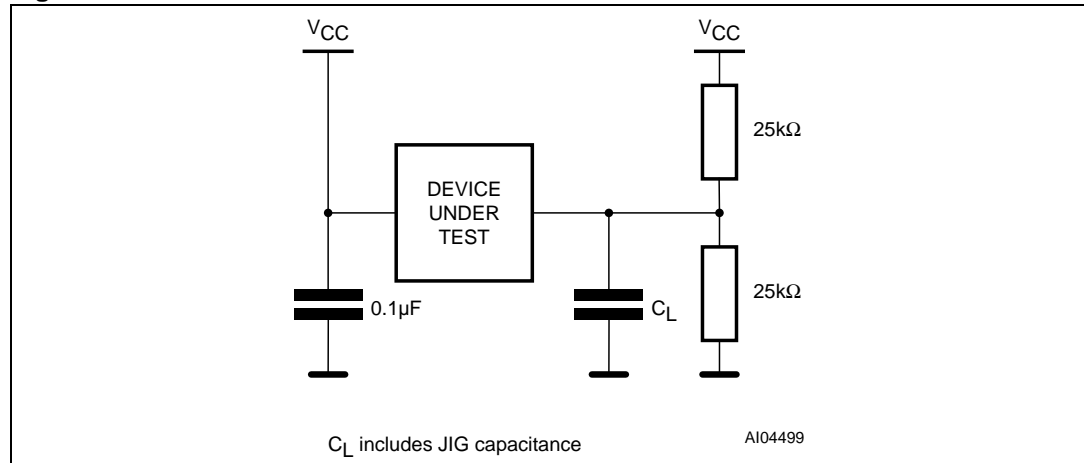 VCC
VCC
25kΩ
DEVICE
UNDER
TEST
0.1µF
CL
25kΩ
CL includes JIG capacitance
AI04499